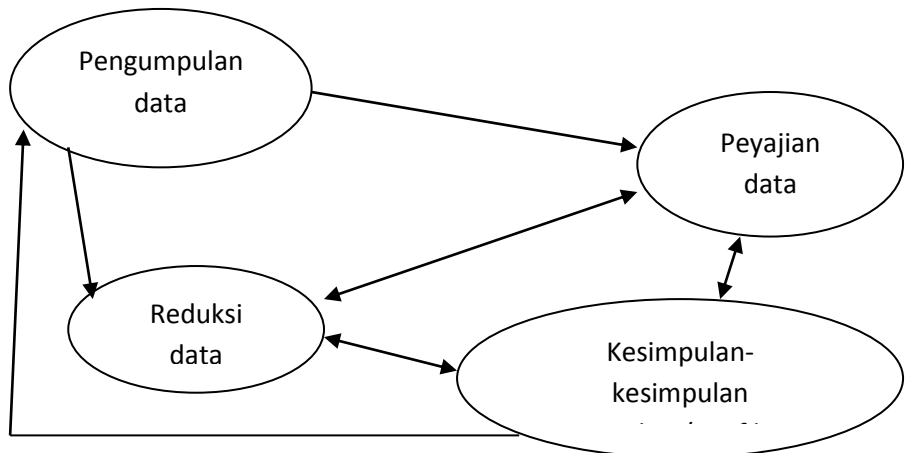 Pengumpulan
data
Peyajian
data
Reduksi
data
Kesimpulan-
kesimpulan